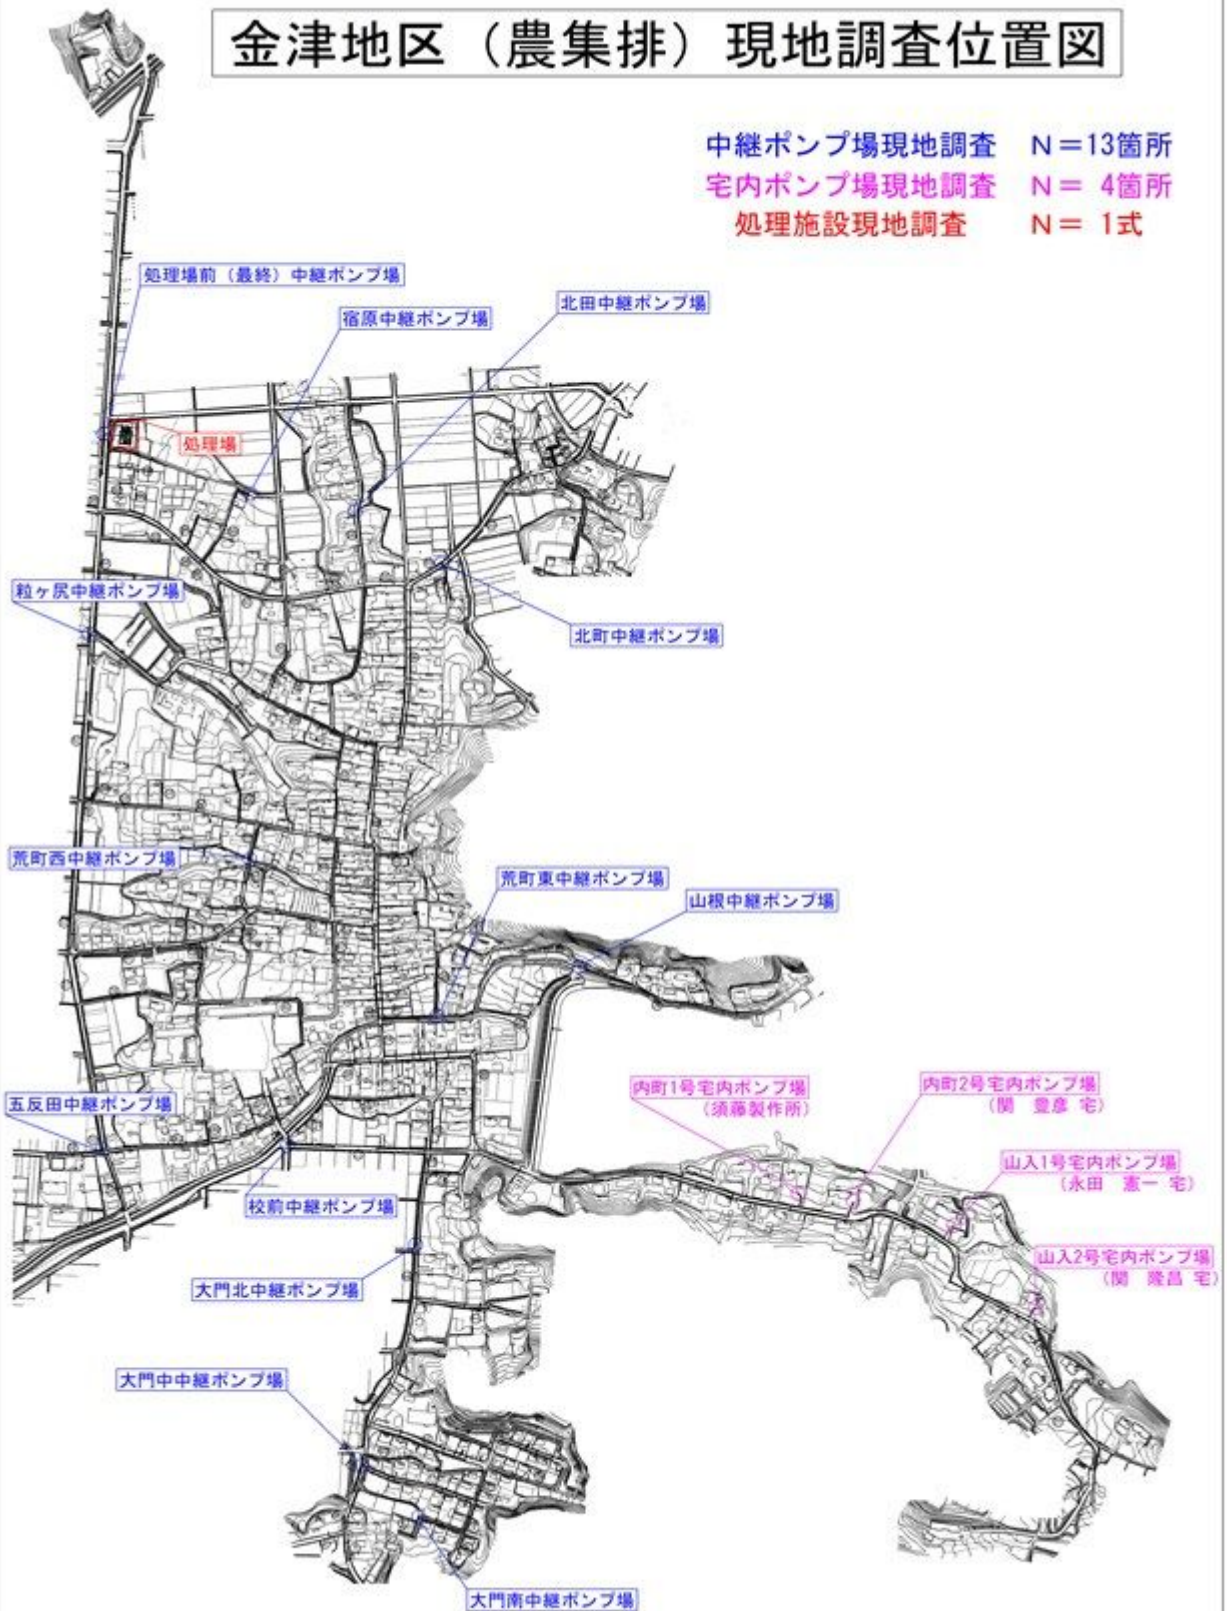 金津地区（農集排）現地調査位置図
中継ポンプ場現地調査　N＝13箇所
宅内ポンプ場現地調査　N＝ 4箇所
処理施設現地調査　N＝ 1式
処理場前（最終）中継ポンプ場
北田中継ポンプ場
宿原中継ポンプ場
処理場
粒ヶ尻中継ポンプ場
北町中継ポンプ場
荒町西中継ポンプ場
荒町東中継ポンプ場
山根中継ポンプ場
内町1号宅内ポンプ場
（須藤製作所）
内町2号宅内ポンプ場
（関　豊彦 宅）
五反田中継ポンプ場
山入1号宅内ポンプ場
（永田　憲一 宅）
校前中継ポンプ場
山入2号宅内ポンプ場
（関　隆昌 宅）
大門北中継ポンプ場
大門中中継ポンプ場
大門南中継ポンプ場